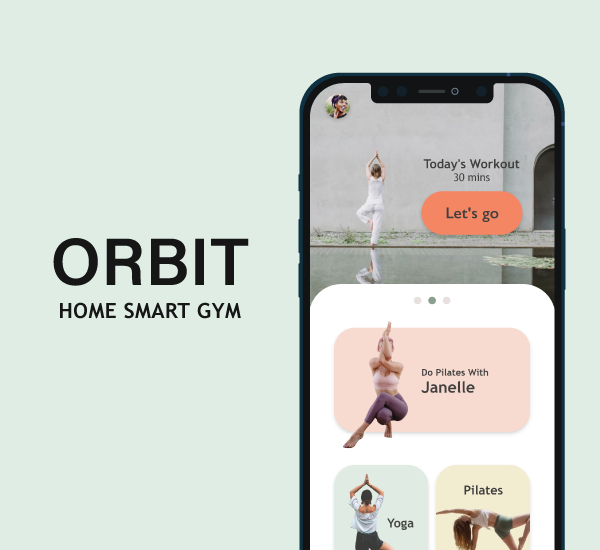 ORBIT
HOME SMART GYM
Today's Workout
30 mins
Let's go
Do Pilates With
Janelle
Yoga
Pilates